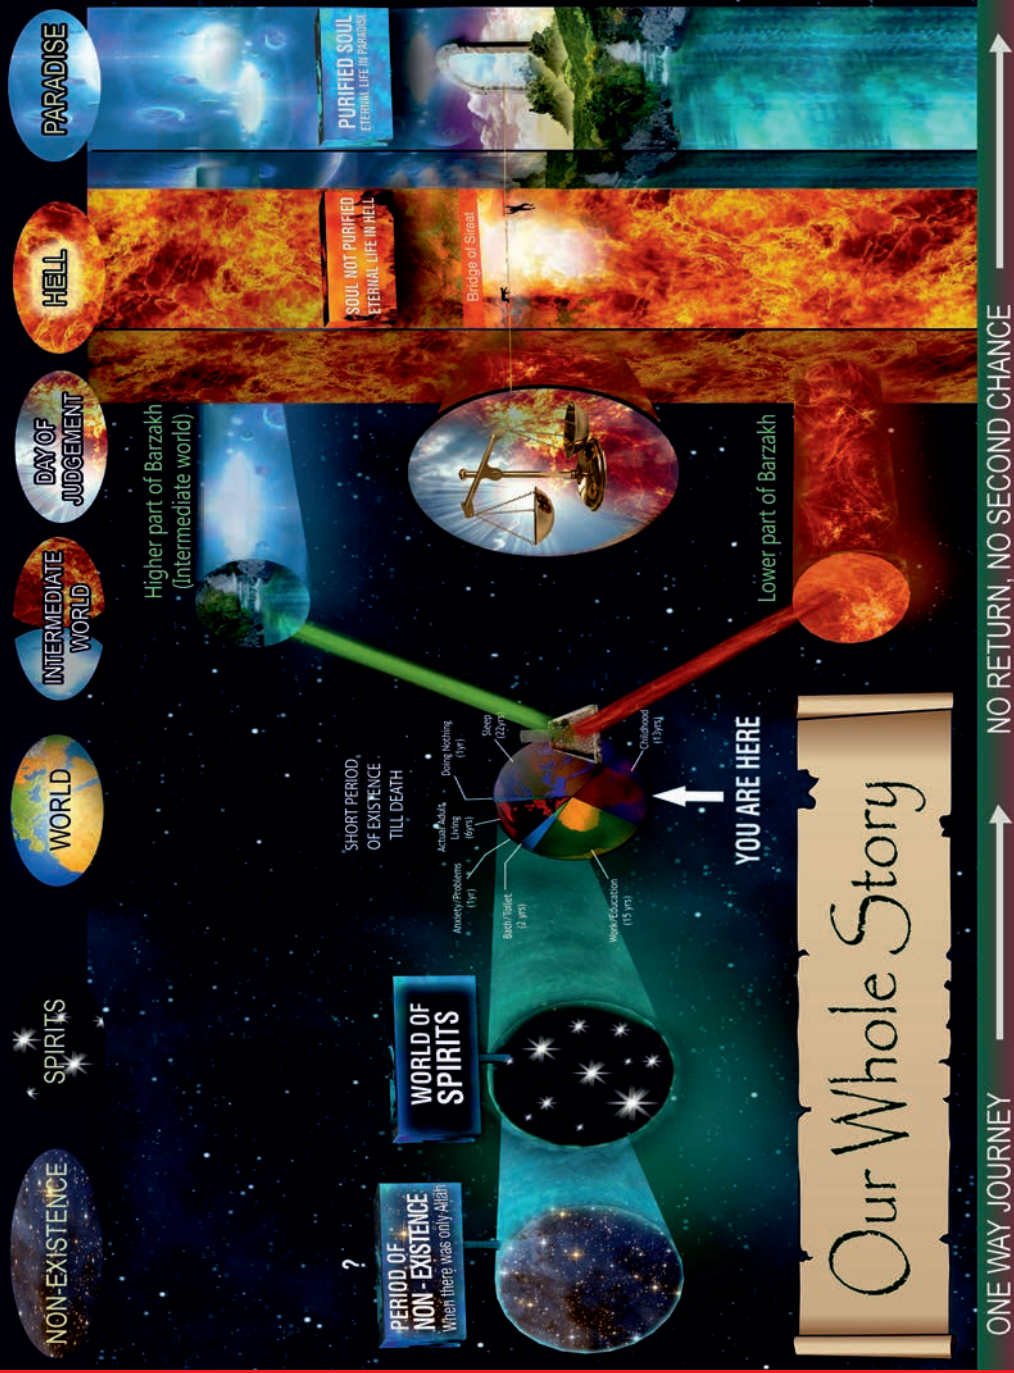 NON-EXISTENCE
SPIRITS
WORLD
INTERMEDIATE
WORLD
DAY OF
JUDGEMENT
HELL
PARADISE
?
PERIOD OF
NON - EXISTENCE
When there was only Allah
WORLD OF
SPIRITS
SHORT PERIOD
OF EXISTENCE
TILL DEATH
Anxiety/Problems
(1yr)
Actual Adult
Living
(6yrs)
Doing Nothing
(1yr)
Sleep
(22yrs)
Bath/Toilet
(2 yrs)
Work/Education
(15 yrs)
Childhood
(13yrs)
YOU ARE HERE
Higher part of Barzakh
(Intermediate world)
Lower part of Barzakh
SOUL NOT PURIFIED
ETERNAL LIFE IN HELL
Bridge of Siraat
PURIFIED SOUL
ETERNAL LIFE IN PARADISE
Our Whole Story
ONE WAY JOURNEY
NO RETURN, NO SECOND CHANCE